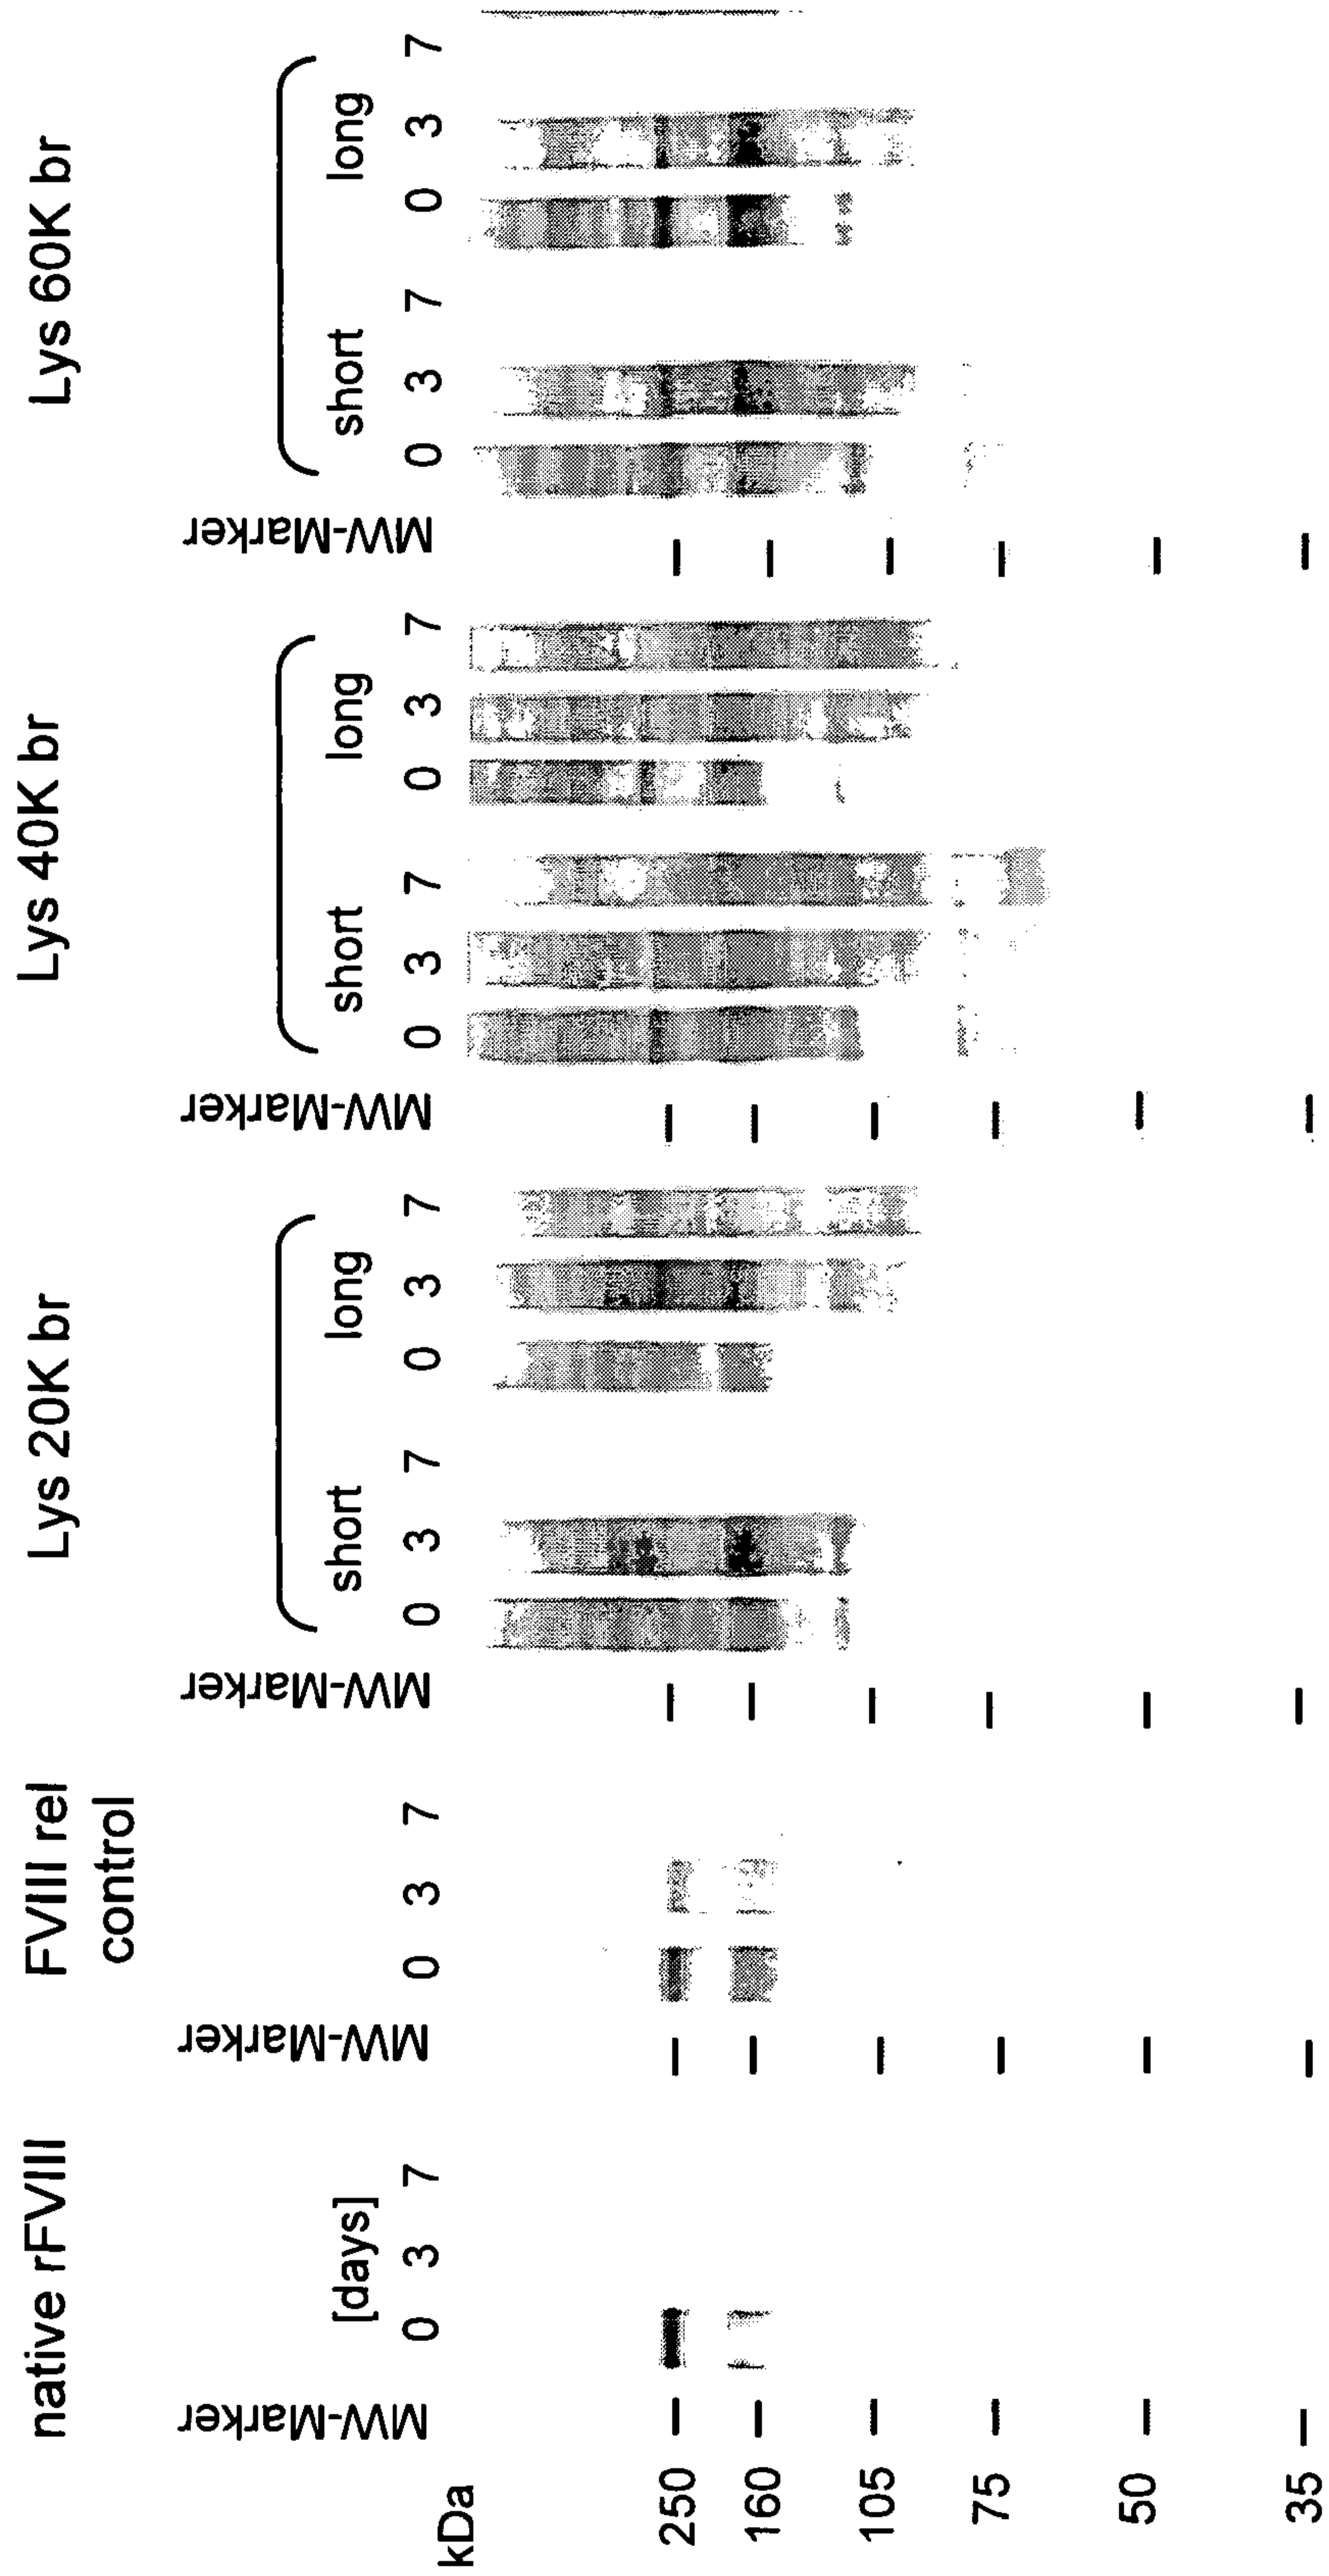 native rFVIII
FVIII rel
control
Lys 20K br
Lys 40K br
Lys 60K br
[days]
short
long
short
long
short
long
MW-Marker
0 3 7
MW-Marker
0 3 7
MW-Marker
0 3 7
0 3 7
MW-Marker
0 3 7
0 3 7
MW-Marker
0 3 7
0 3 7
kDa
250
160
105
75
50
35